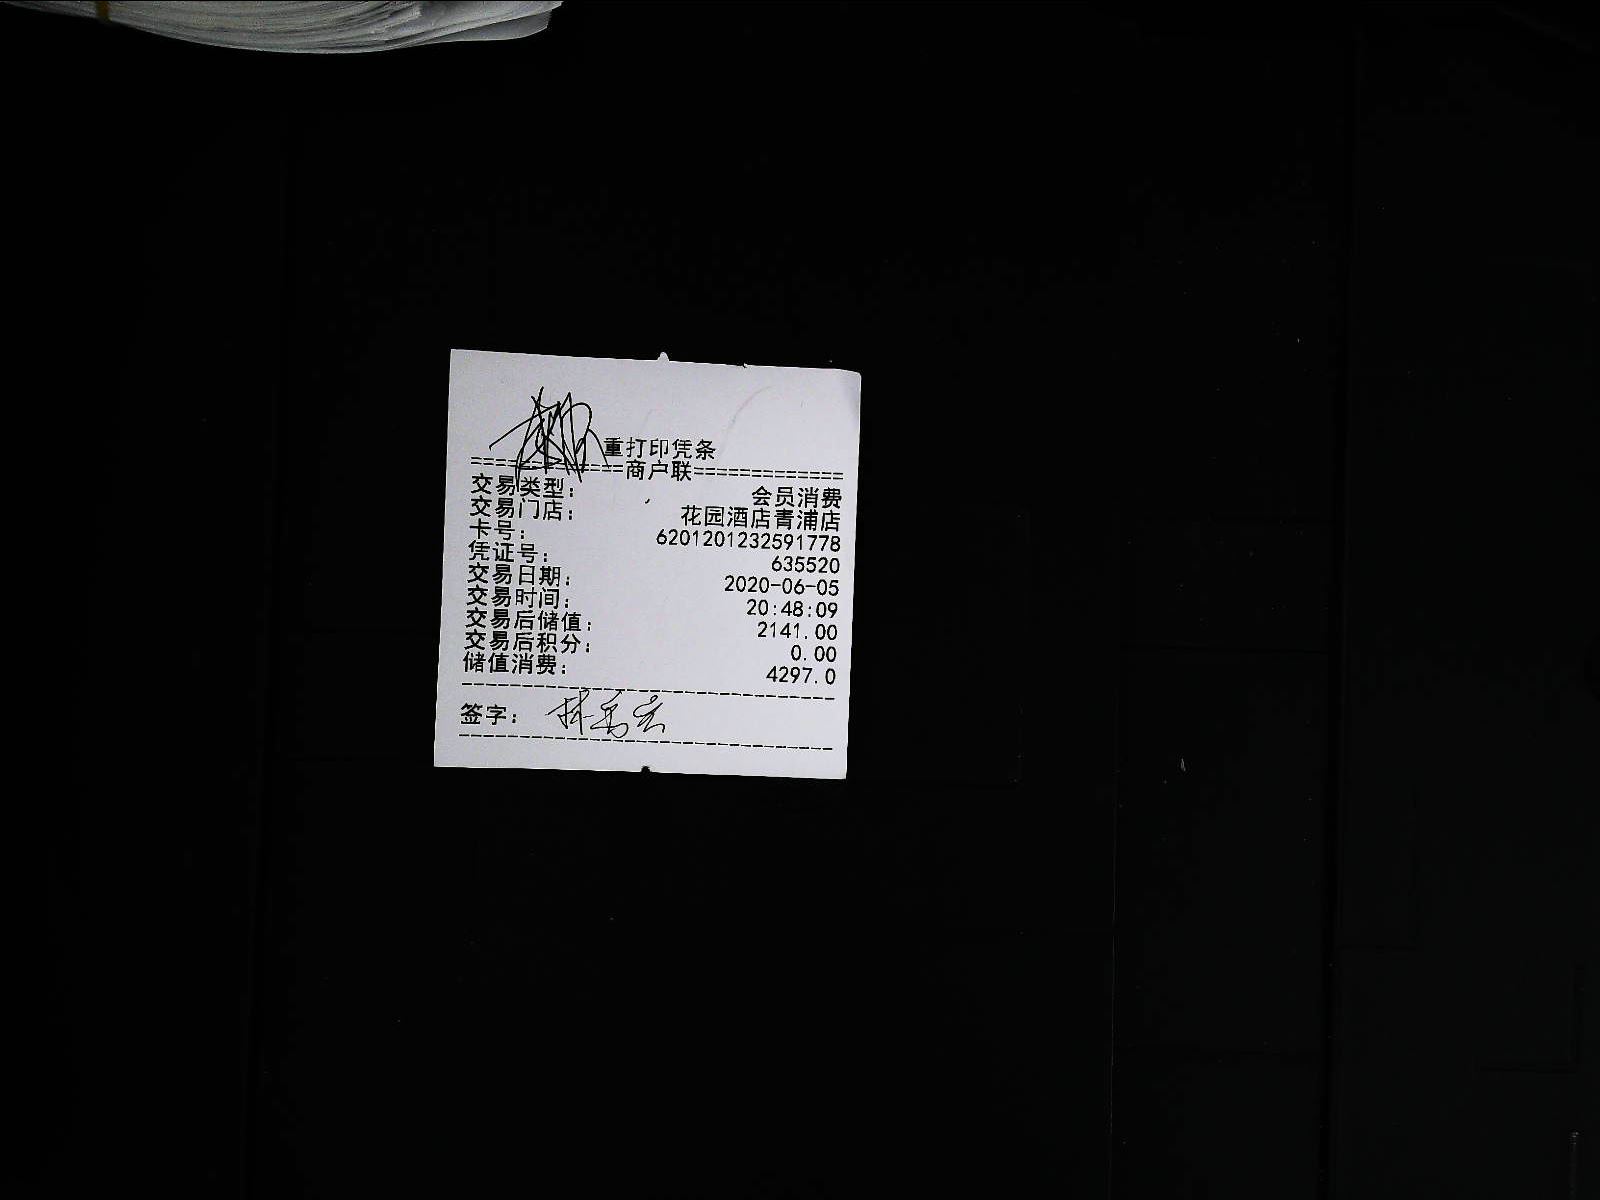 重打印凭条
=============商户联=============
交易类型: 会员消费
交易门店: 花园酒店青浦店
卡号: 6201201232591778
凭证号: 635520
交易日期: 2020-06-05
交易时间: 20:48:09
交易后储值: 2141.00
交易后积分: 0.00
储值消费: 4297.0
签字: